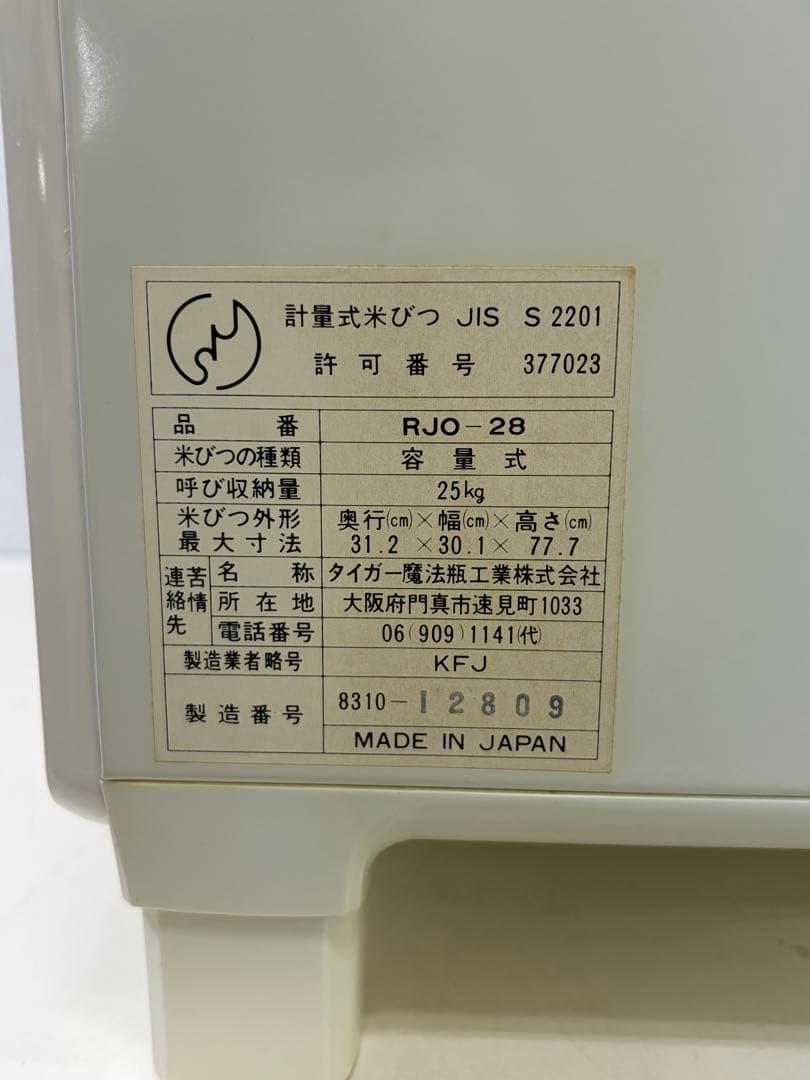 計量式米びつ JIS S 2201
許可番号 377023
品番 RJO-28
米びつの種類 容量式
呼び収納量 25kg
米びつ外形 奥行(cm)×幅(cm)×高さ(cm)
最大寸法 31.2×30.1×77.7
苦情連絡先
名称 タイガー魔法瓶工業株式会社
所在地 大阪府門真市速見町1033
電話番号 06(909)1141(代)
製造業者略号 KFJ
製造番号 8310-12809
MADE IN JAPAN